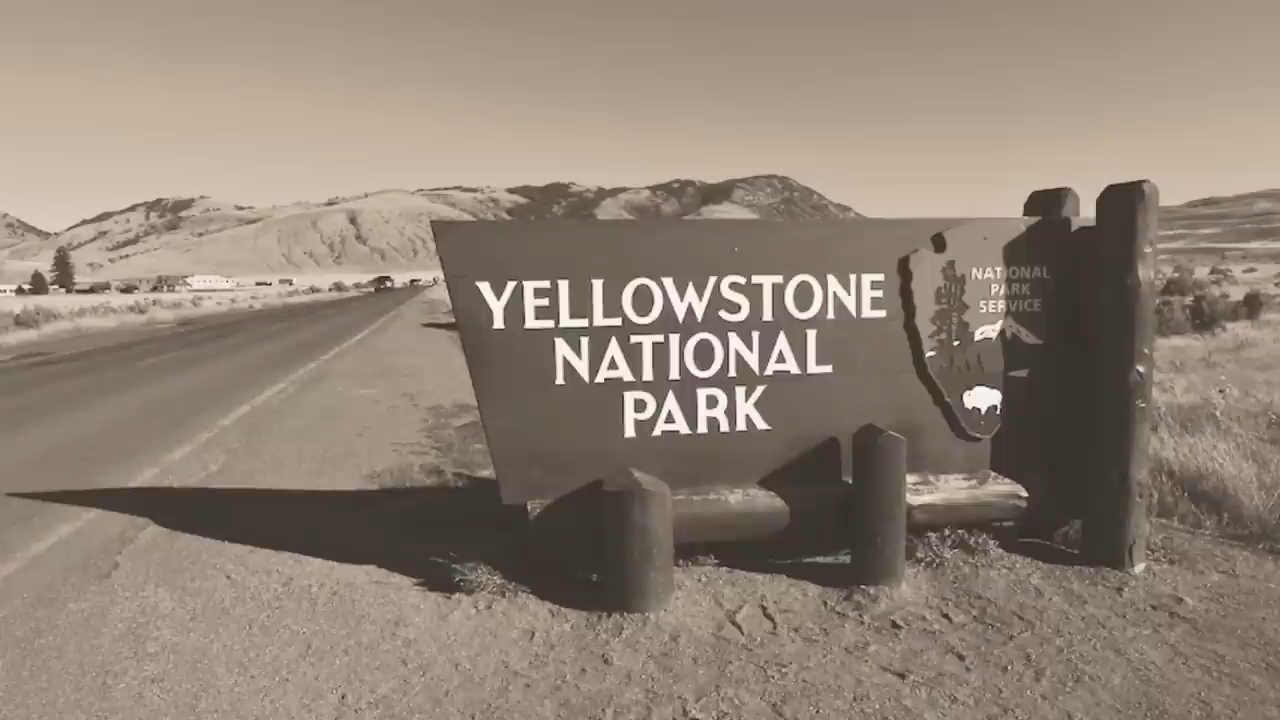 YELLOWSTONE
NATIONAL
PARK
NATIONAL
PARK
SERVICE